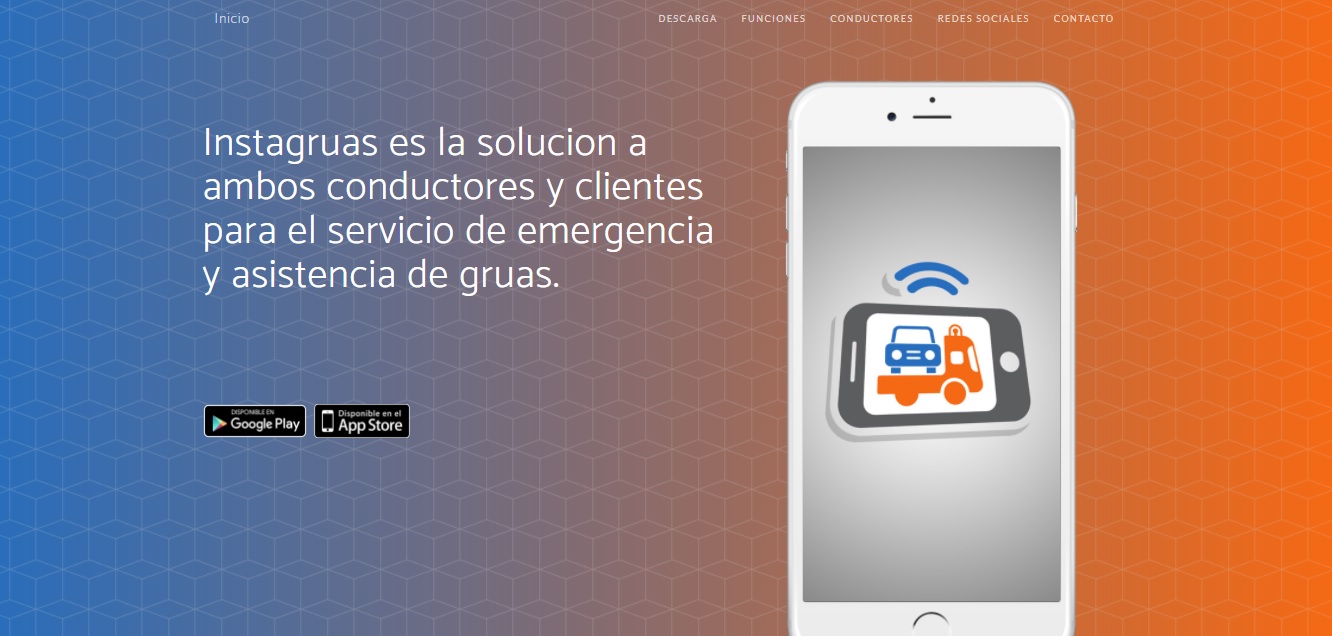 Inicio
DESCARGA FUNCIONES CONDUCTORES REDES SOCIALES CONTACTO
Instagruas es la solucion a
ambos conductores y clientes
para el servicio de emergencia
y asistencia de gruas.
DISPONIBLE EN
Google Play
Disponible en el
App Store